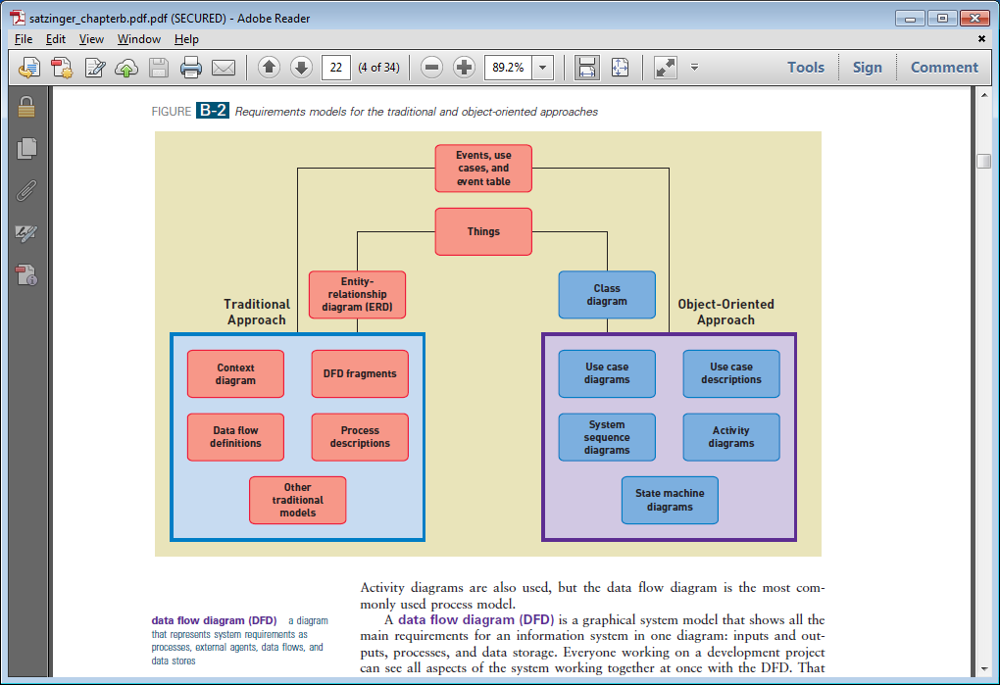 satzinger_chapterb.pdf.pdf (SECURED) - Adobe Reader
File Edit View Window Help
22 (4 of 34) 89.2% Tools Sign Comment
FIGURE B-2 Requirements models for the traditional and object-oriented approaches
Events, use
cases, and
event table
Things
Entity-
relationship
diagram (ERD)
Class
diagram
Traditional
Approach
Object-Oriented
Approach
Context
diagram
DFD fragments
Data flow
definitions
Process
descriptions
Other
traditional
models
Use case
diagrams
Use case
descriptions
System
sequence
diagrams
Activity
diagrams
State machine
diagrams
Activity diagrams are also used, but the data flow diagram is the most com-
monly used process model.
A data flow diagram (DFD) is a graphical system model that shows all the
main requirements for an information system in one diagram: inputs and out-
puts, processes, and data storage. Everyone working on a development project
can see all aspects of the system working together at once with the DFD. That
data flow diagram (DFD) a diagram
that represents system requirements as
processes, external agents, data flows, and
data stores